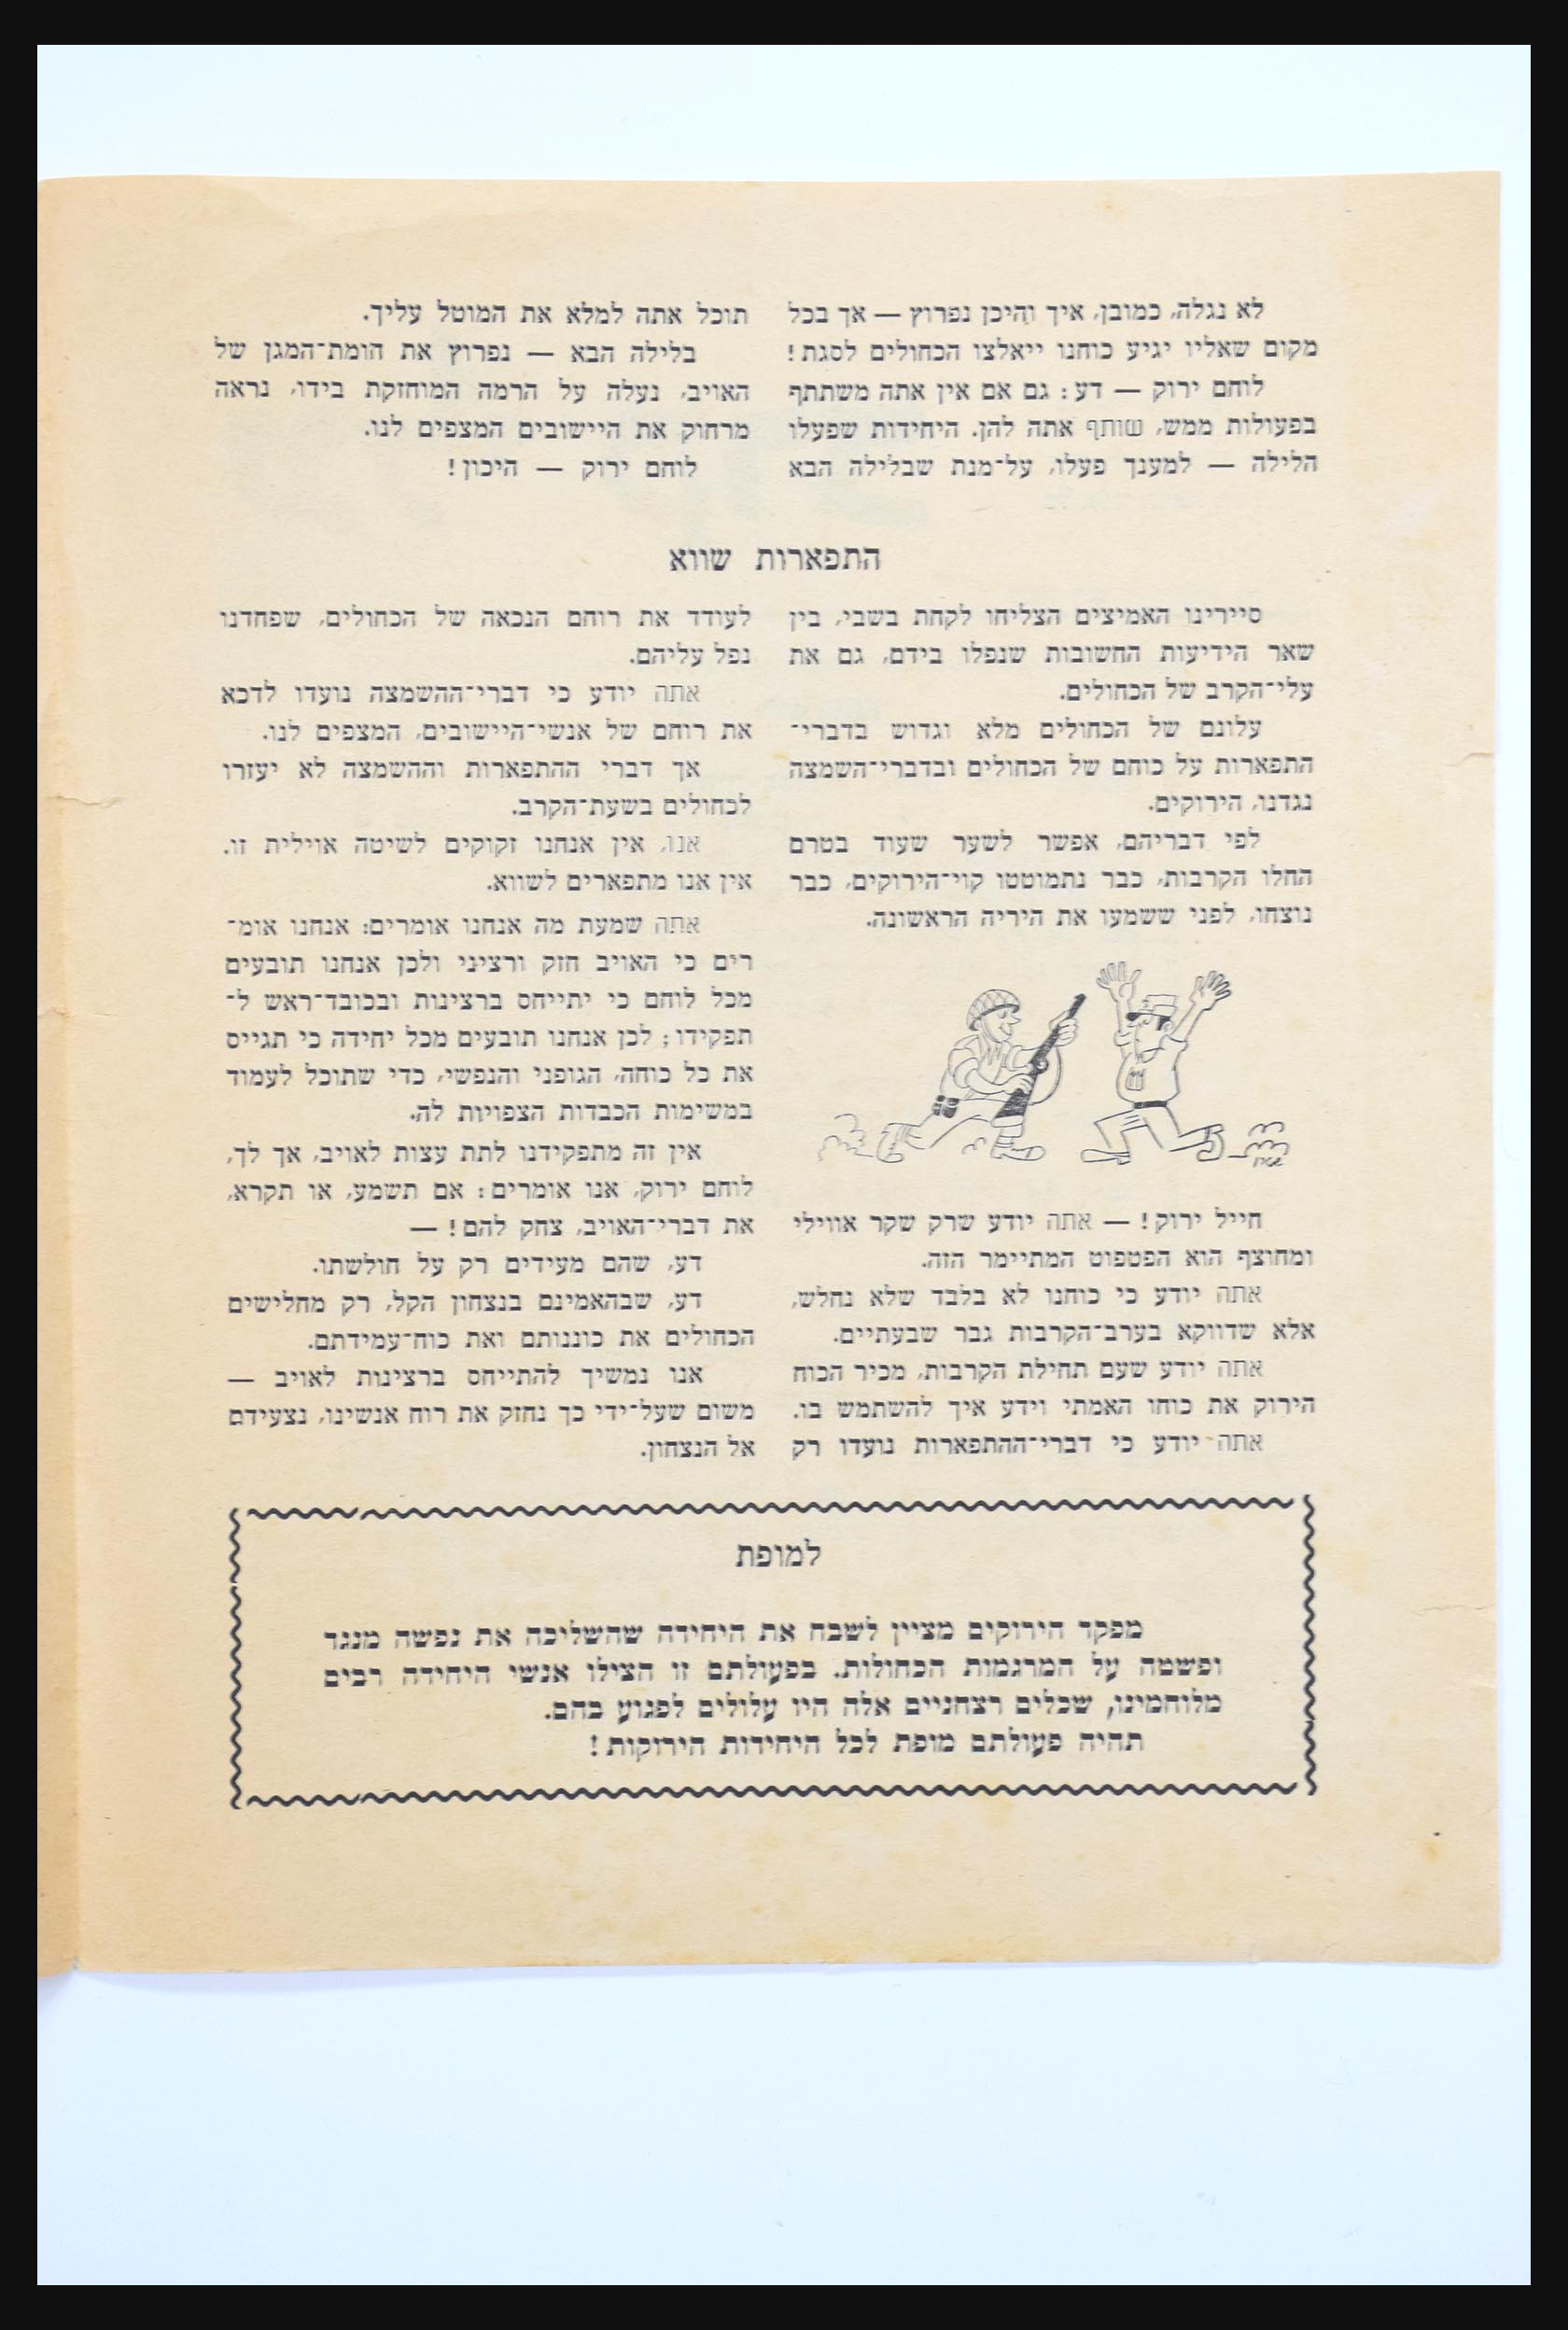 לא נגלה, כמובן, איך והיכן נפרוץ — אך בכל
מקום שאליו יגיע כוחנו ייאלצו הכחולים לסגת!
לוחם ירוק — דע: גם אם אין אתה משתתף
בפעולות ממש, שותף אתה להן. היחידות שפעלו
הלילה — למענך פעלו, על־מנת שבלילה הבא
תוכל אתה למלא את המוטל עליך.
בלילה הבא — נפרוץ את חומת־המגן של
האויב, נעלה על הרמה המוחזקת בידו, נראה
מרחוק את היישובים המצפים לנו.
לוחם ירוק — היכון!
התפארות שווא
סיירינו האמיצים הצליחו לקחת בשבי, בין
שאר הידיעות החשובות שנפלו בידם, גם את
עלי־הקרב של הכחולים.
עלונם של הכחולים מלא וגדוש בדברי־
התפארות על כוחם של הכחולים ובדברי־השמצה
נגדנו, הירוקים.
לפי דבריהם, אפשר לשער שעוד בטרם
החלו הקרבות, כבר נתמוטטו קוי־הירוקים, כבר
נוצחו, לפני ששמעו את היריה הראשונה.
חייל ירוק! — אתה יודע שרק שקר אווילי
ומחוצף הוא הפטפוט המתיימר הזה.
אתה יודע כי כוחנו לא בלבד שלא נחלש,
אלא שדווקא בערב־הקרבות גבר שבעתיים.
אתה יודע שעם תחילת הקרבות, מכיר הכוח
הירוק את כוחו האמתי וידע איך להשתמש בו.
אתה יודע כי דברי־ההתפארות נועדו רק
לעודד את רוחם הנכאה של הכחולים, שפחדנו
נפל עליהם.
אתה יודע כי דברי־ההשמצה נועדו לדכא
את רוחם של אנשי־היישובים, המצפים לנו.
אך דברי ההתפארות וההשמצה לא יעזרו
לכחולים בשעת־הקרב.
אנו, אין אנחנו זקוקים לשיטה אוילית זו.
אין אנו מתפארים לשווא.
אתה שמעת מה אנחנו אומרים: אנחנו אומ־
רים כי האויב חזק ורציני ולכן אנחנו תובעים
מכל לוחם כי יתייחס ברצינות ובכובד־ראש ל־
תפקידו; לכן אנחנו תובעים מכל יחידה כי תגייס
את כל כוחה, הגופני והנפשי, כדי שתוכל לעמוד
במשימות הכבדות הצפויות לה.
אין זה מתפקידנו לתת עצות לאויב, אך לך,
לוחם ירוק, אנו אומרים: אם תשמע, או תקרא,
את דברי־האויב, צחק להם! —
דע, שהם מעידים רק על חולשתו.
דע, שבהאמינם בנצחון הקל, רק מחלישים
הכחולים את כוננותם ואת כוח־עמידתם.
אנו נמשיך להתייחס ברצינות לאויב —
משום שעל־ידי כך נחזק את רוח אנשינו, נצעידם
אל הנצחון.
למופת
מפקד הירוקים מציין לשבח את היחידה שהשליכה את נפשה מנגד
ופשטה על המרגמות הכחולות. בפעולתם זו הצילו אנשי היחידה רבים
מלוחמינו, שכלים רצחניים אלה היו עלולים לפגוע בהם.
תהיה פעולתם מופת לכל היחידות הירוקות!